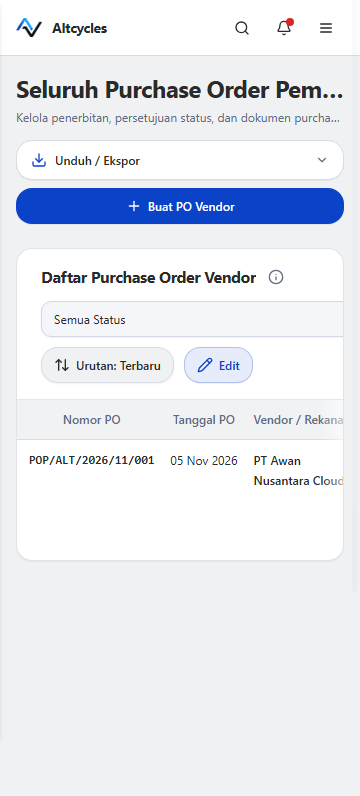 Altcycles
Seluruh Purchase Order Pem...
Kelola penerbitan, persetujuan status, dan dokumen purcha...
Unduh / Ekspor
Buat PO Vendor
Daftar Purchase Order Vendor
Semua Status
Urutan: Terbaru
Edit
Nomor PO Tanggal PO Vendor / Rekana
POP/ALT/2026/11/001 05 Nov 2026 PT Awan
Nusantara Cloud